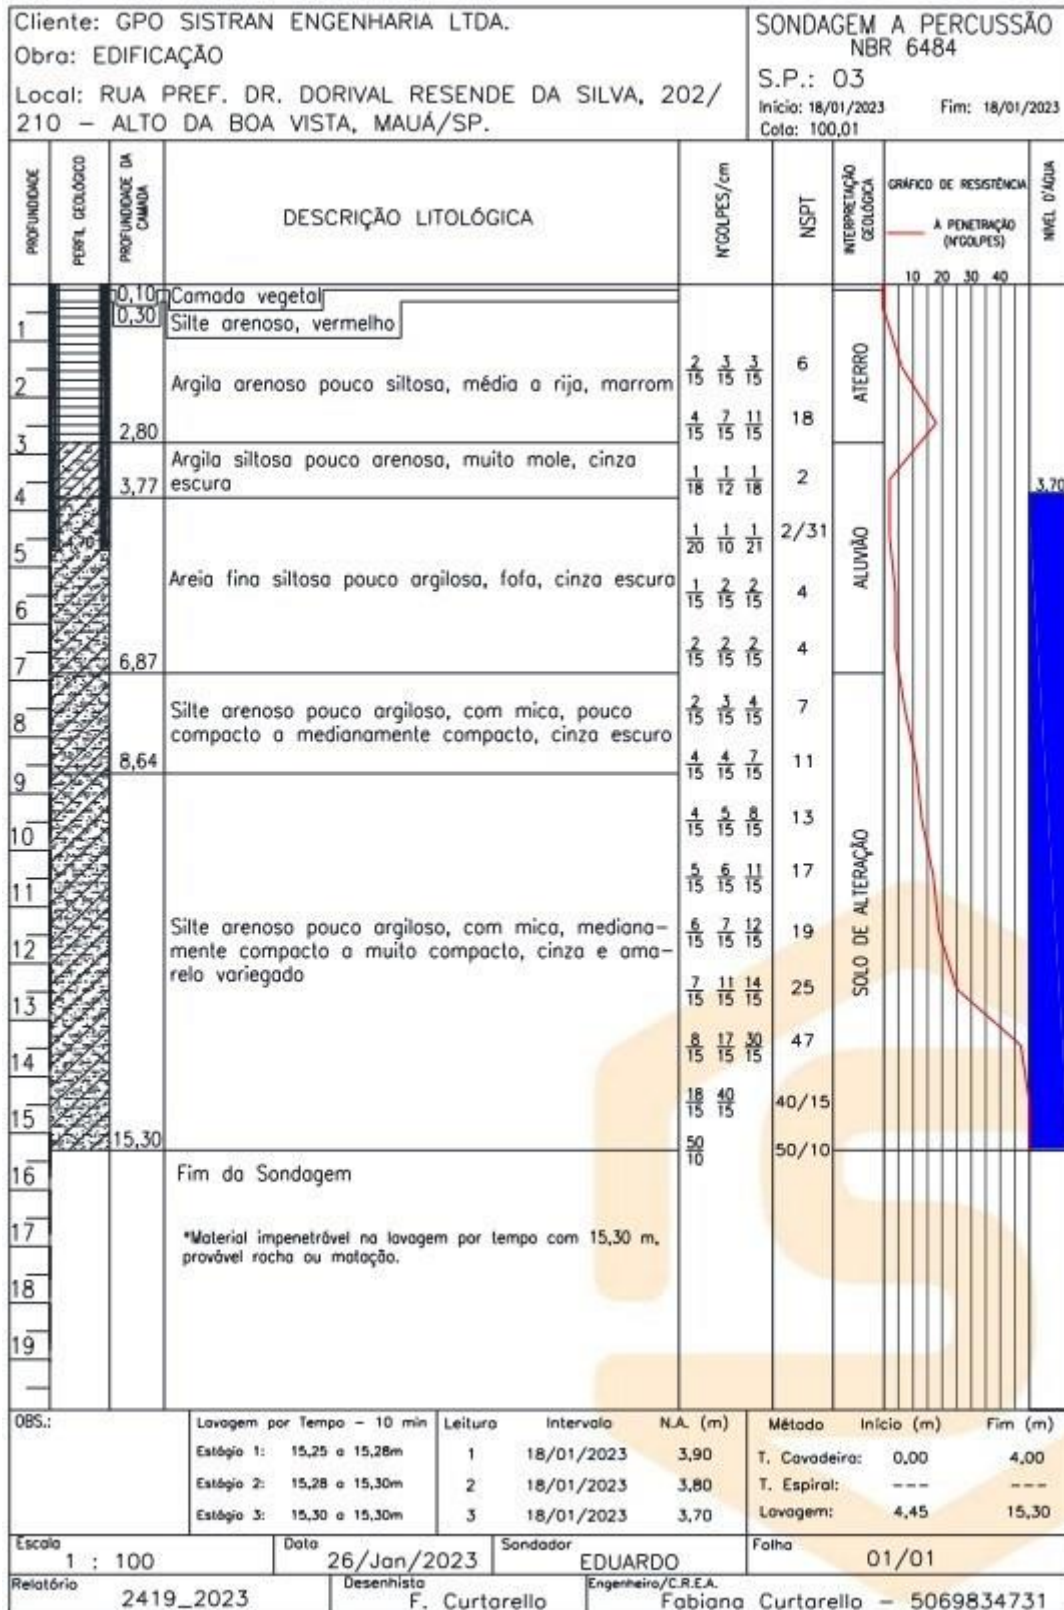 Cliente: GPO SISTRAN ENGENHARIA LTDA.
Obra: EDIFICAÇÃO
Local: RUA PREF. DR. DORIVAL RESENDE DA SILVA, 202/
210 – ALTO DA BOA VISTA, MAUÁ/SP.
SONDAGEM A PERCUSSÃO
NBR 6484
S.P.: 03
Início: 18/01/2023 Fim: 18/01/2023
Cota: 100,01
PROFUNDIDADE
PERFIL GEOLÓGICO
PROFUNDIDADE DA
CAMADA
DESCRIÇÃO LITOLÓGICA
N°GOLPES/cm
NSPT
INTERPRETAÇÃO
GEOLÓGICA
GRÁFICO DE RESISTÊNCIA
À PENETRAÇÃO
(N°GOLPES)
10 20 30 40
NIVEL D'ÁGUA
0,10 Camada vegetal
0,30 Silte arenoso, vermelho
1
2/15 3/15 3/15 6
ATERRO
Argila arenoso pouco siltosa, média a rija, marrom
2
4/15 7/15 11/15 18
2,80
3
Argila siltosa pouco arenosa, muito mole, cinza
escura
1/18 1/12 1/18 2
3,77
3,70
4
1/20 1/10 1/21 2/31
4,70
5
ALUVIÃO
Areia fina siltosa pouco argilosa, fofa, cinza escura
1/15 2/15 2/15 4
6
2/15 2/15 2/15 4
6,87
7
Silte arenoso pouco argiloso, com mica, pouco
compacto a medianamente compacto, cinza escuro
2/15 3/15 4/15 7
8
8,64
4/15 4/15 7/15 11
9
4/15 5/15 8/15 13
10
5/15 6/15 11/15 17
11
SOLO DE ALTERAÇÃO
Silte arenoso pouco argiloso, com mica, mediana–
mente compacto a muito compacto, cinza e ama–
relo variegado
6/15 7/15 12/15 19
12
7/15 11/15 14/15 25
13
8/15 17/15 30/15 47
14
18/15 40/15 40/15
15
15,30
50/10 50/10
16
Fim da Sondagem
17
*Material impenetrável na lavagem por tempo com 15,30 m,
provável rocha ou matação.
18
19
OBS.:
Lavagem por Tempo – 10 min
Estágio 1: 15,25 a 15,28m
Estágio 2: 15,28 a 15,30m
Estágio 3: 15,30 a 15,30m
Leitura Intervalo N.A. (m)
1 18/01/2023 3,90
2 18/01/2023 3,80
3 18/01/2023 3,70
Método Início (m) Fim (m)
T. Cavadeira: 0,00 4,00
T. Espiral: --- ---
Lavagem: 4,45 15,30
Escala
1 : 100
Data
26/Jan/2023
Sondador
EDUARDO
Folha
01/01
Relatório
2419_2023
Desenhista
F. Curtarello
Engenheiro/C.R.E.A.
Fabiana Curtarello – 5069834731